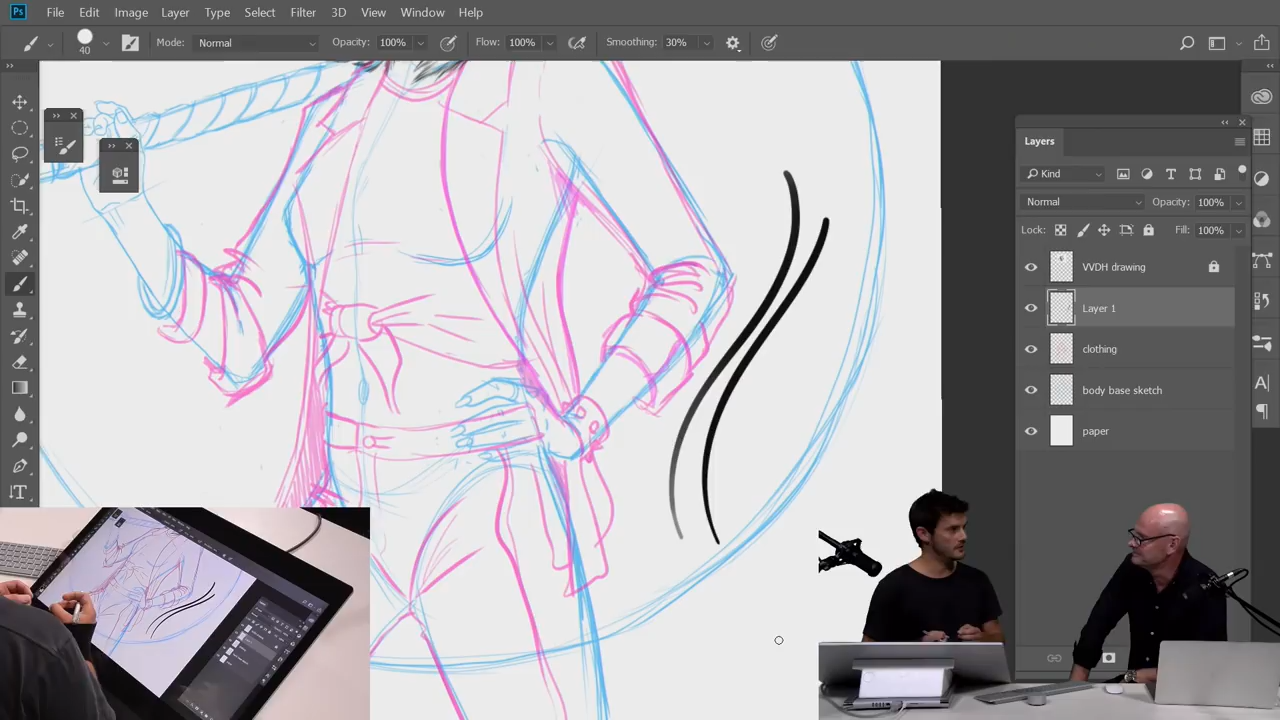 Ps File Edit Image Layer Type Select Filter 3D View Window Help
40 Mode: Normal Opacity: 100% Flow: 100% Smoothing: 30%
Layers
Kind
Normal Opacity: 100%
Lock: Fill: 100%
VVDH drawing
Layer 1
clothing
body base sketch
paper